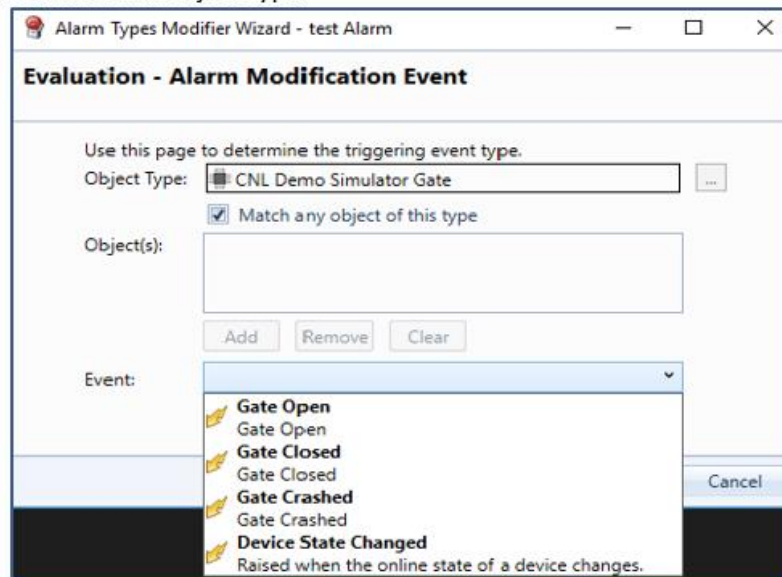 Alarm Types Modifier Wizard - test Alarm
Evaluation - Alarm Modification Event
Use this page to determine the triggering event type.
Object Type: CNL Demo Simulator Gate ...
Match any object of this type
Object(s):
Add Remove Clear
Event:
Gate Open
Gate Open
Gate Closed
Gate Closed
Gate Crashed
Gate Crashed
Cancel
Device State Changed
Raised when the online state of a device changes.